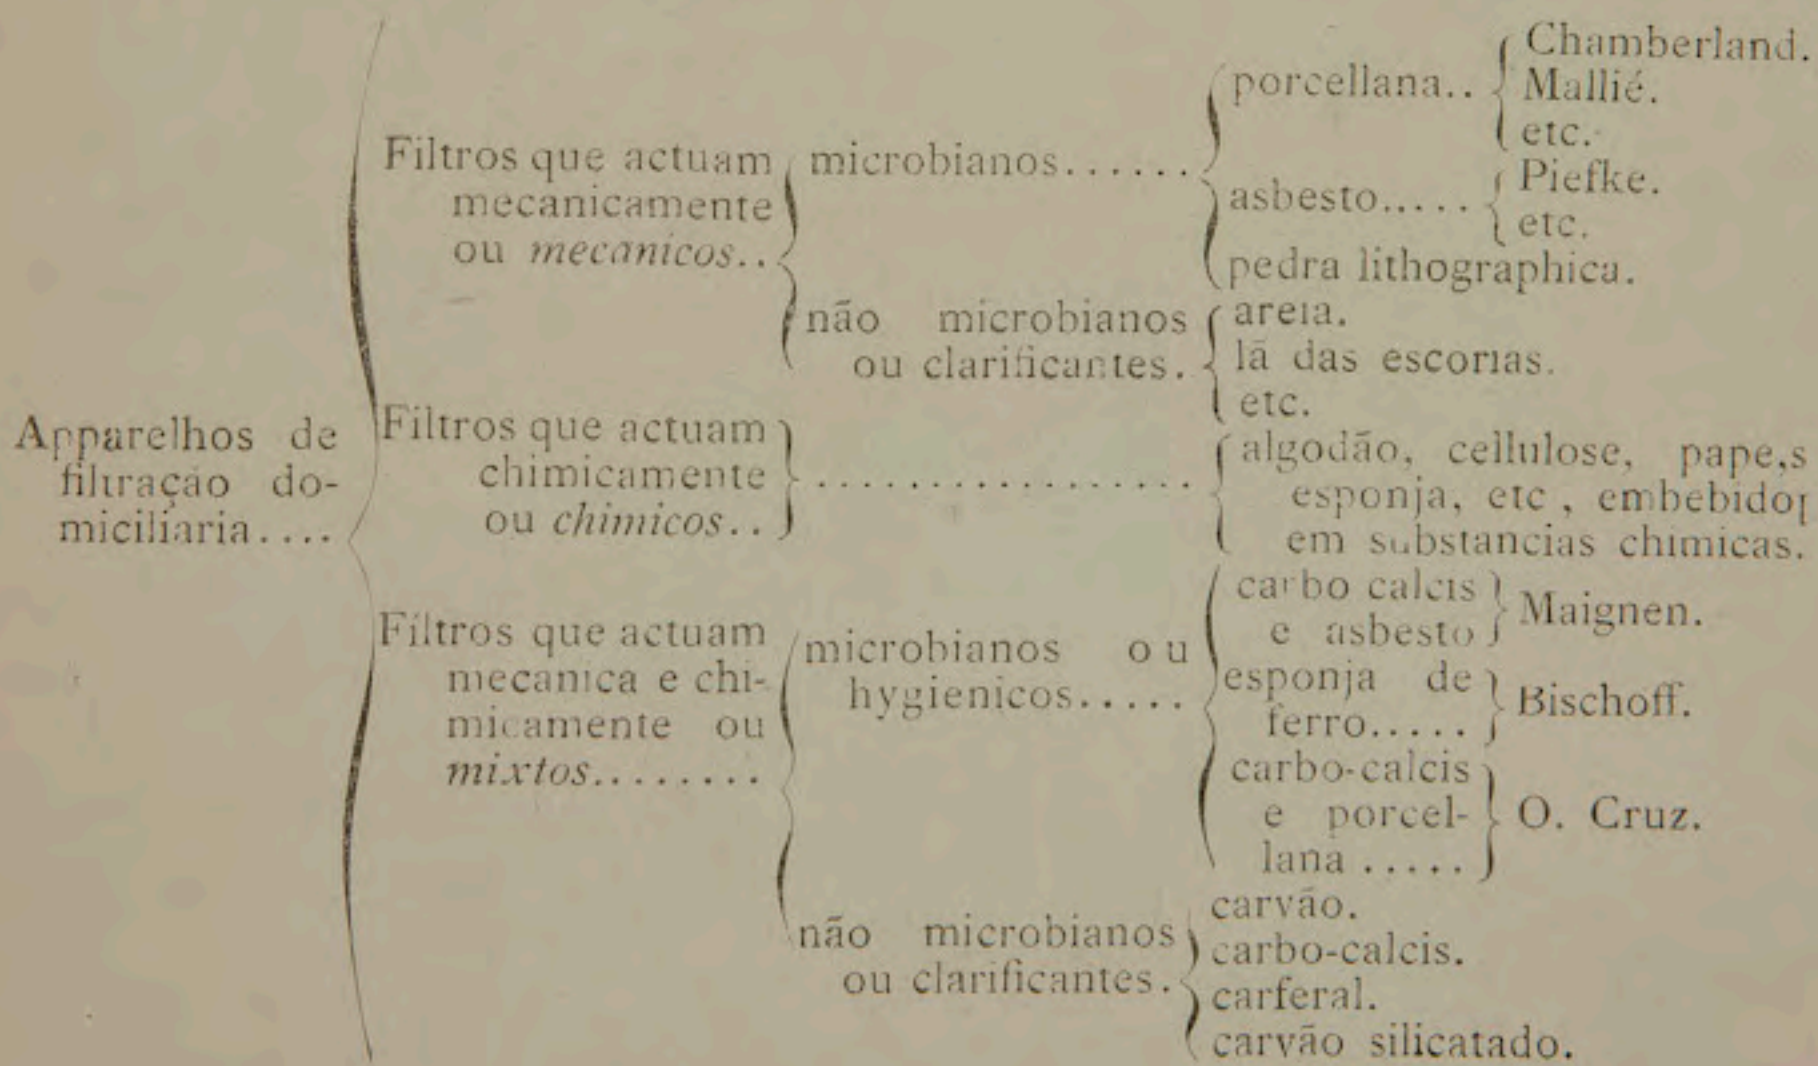 Apparelhos de
filtração do-
miciliaria....
Filtros que actuam
mecanicamente
ou mecanicos..
microbianos......
porcellana..
Chamberland.
Mallié.
etc.
asbesto.....
Piefke.
etc.
pedra lithographica.
não microbianos
ou clarificantes.
areia.
lã das escorias.
etc.
Filtros que actuam
chimicamente
ou chimicos..
.................
algodão, cellulose, pape,s
esponja, etc , embebido
em substancias chimicas.
Filtros que actuam
mecanica e chi-
micamente ou
mixtos........
microbianos ou
hygienicos.....
carbo calcis
e asbesto
Maignen.
esponja de
ferro.....
Bischoff.
carbo-calcis
e porcel-
lana .....
O. Cruz.
não microbianos
ou clarificantes.
carvão.
carbo-calcis.
carferal.
carvão silicatado.